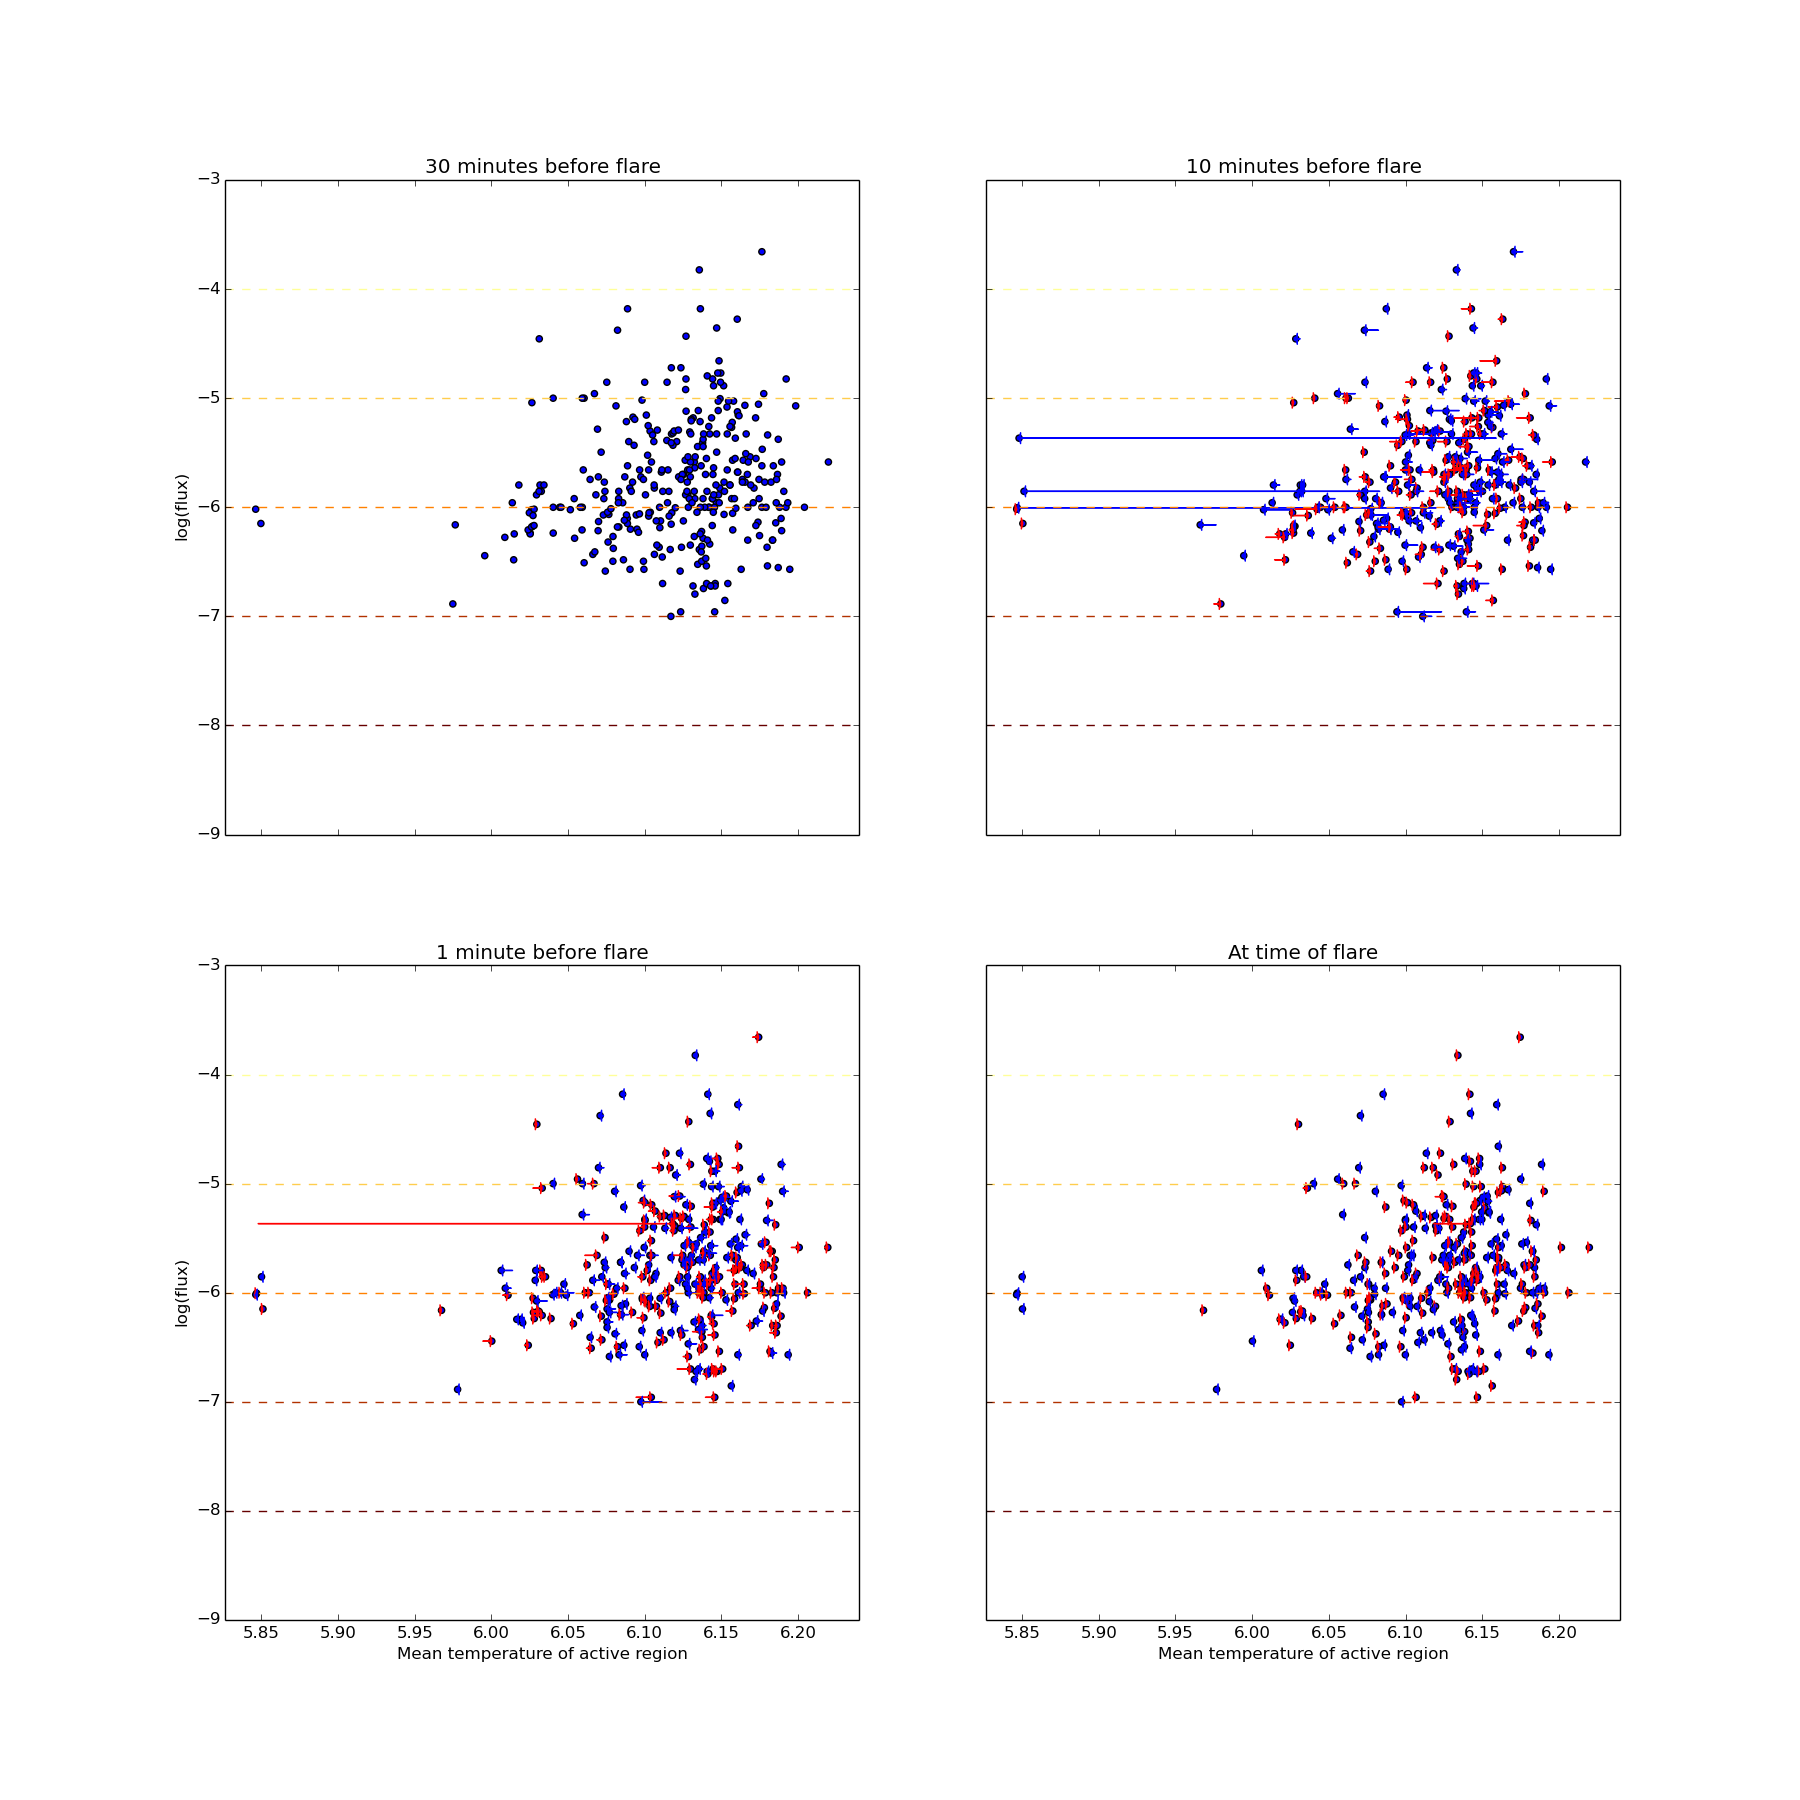 30 minutes before flare
10 minutes before flare
−3
−4
−5
−6
−7
−8
−9
log(flux)
1 minute before flare
At time of flare
−3
−4
−5
−6
−7
−8
−9
log(flux)
5.85 5.90 5.95 6.00 6.05 6.10 6.15 6.20
Mean temperature of active region
5.85 5.90 5.95 6.00 6.05 6.10 6.15 6.20
Mean temperature of active region